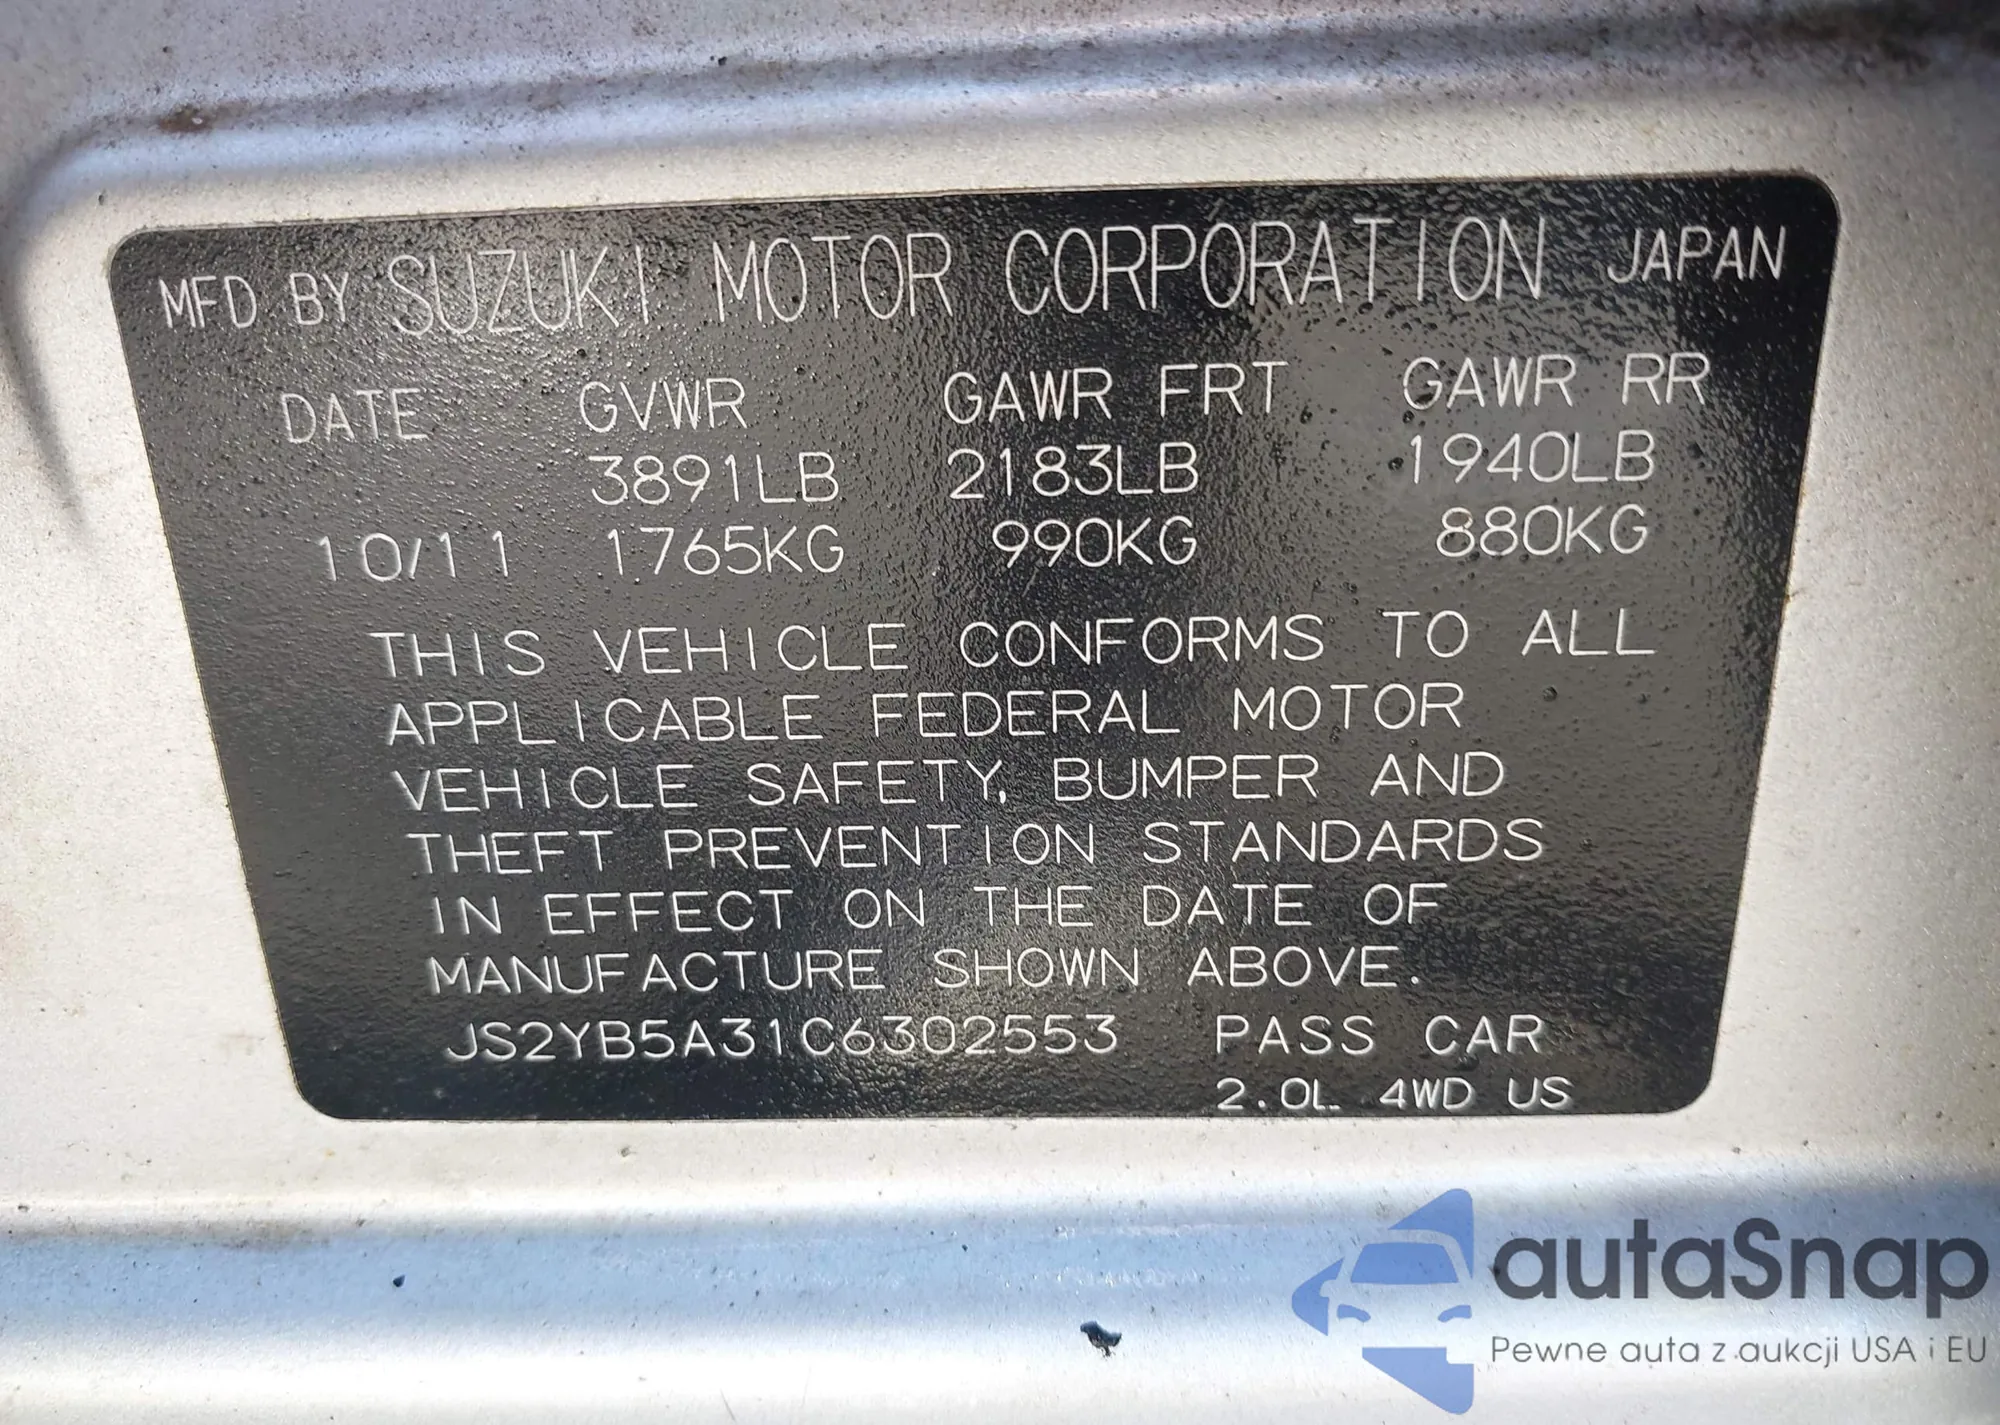 MFD BY SUZUKI MOTOR CORPORATION JAPAN
DATE GVWR GAWR FRT GAWR RR
3891LB 2183LB 1940LB
10/11 1765KG 990KG 880KG
THIS VEHICLE CONFORMS TO ALL
APPLICABLE FEDERAL MOTOR
VEHICLE SAFETY, BUMPER AND
THEFT PREVENTION STANDARDS
IN EFFECT ON THE DATE OF
MANUFACTURE SHOWN ABOVE.
JS2YB5A31C6302553 PASS CAR
2.0L 4WD US
autaSnap
Pewne auta z aukcji USA i EU